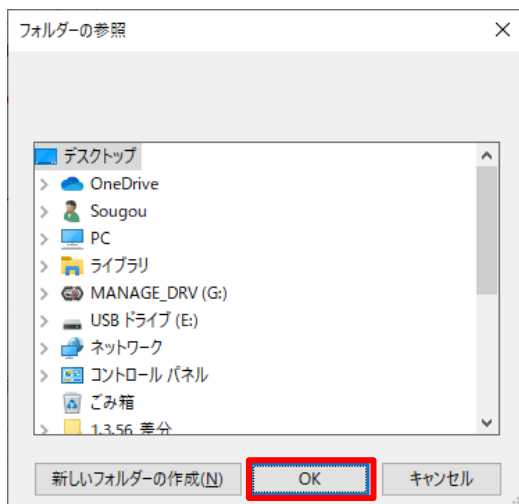 フォルダーの参照
デスクトップ
OneDrive
Sougou
PC
ライブラリ
MANAGE_DRV (G:)
USB ドライブ (E:)
ネットワーク
コントロール パネル
ごみ箱
1.3.56_差分
新しいフォルダーの作成(N) OK キャンセル